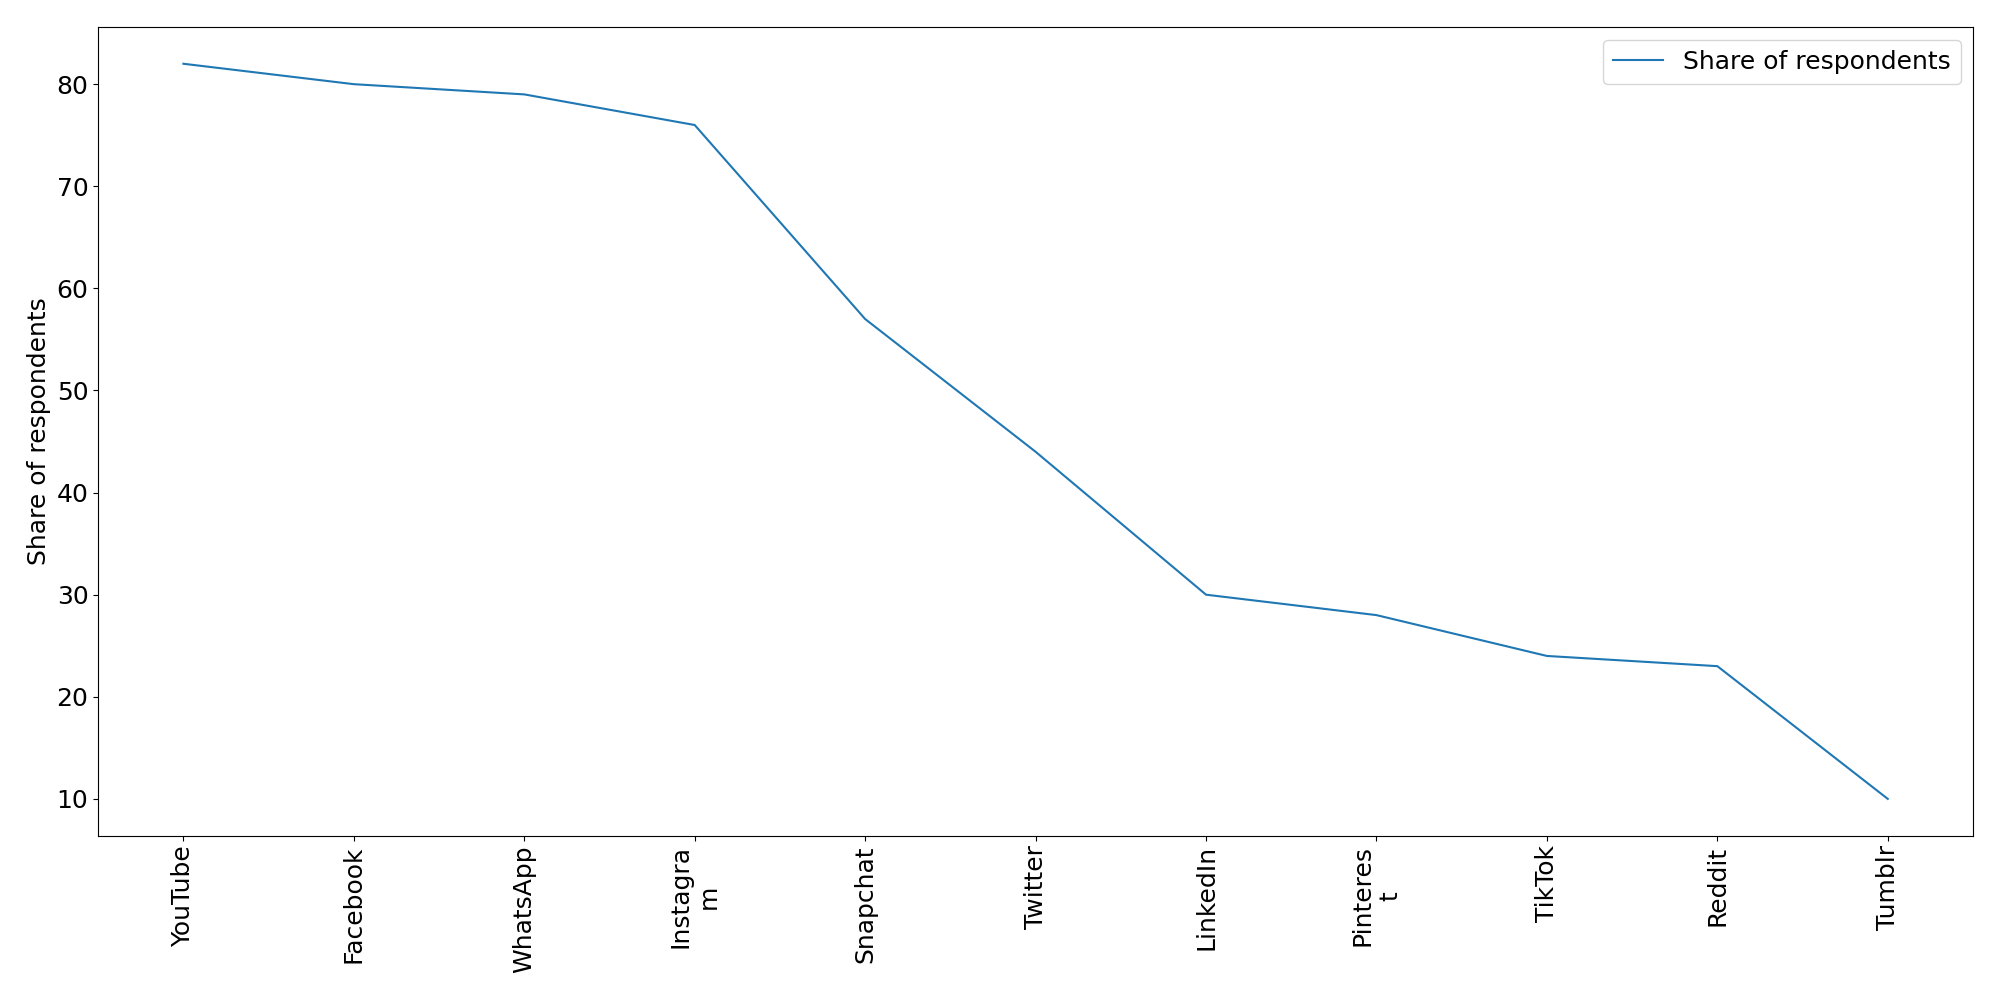 Share of respondents
Share of respondents
80
70
60
50
40
30
20
10
YouTube
Facebook
WhatsApp
Instagra
m
Snapchat
Twitter
LinkedIn
Pinteres
t
TikTok
Reddit
Tumblr